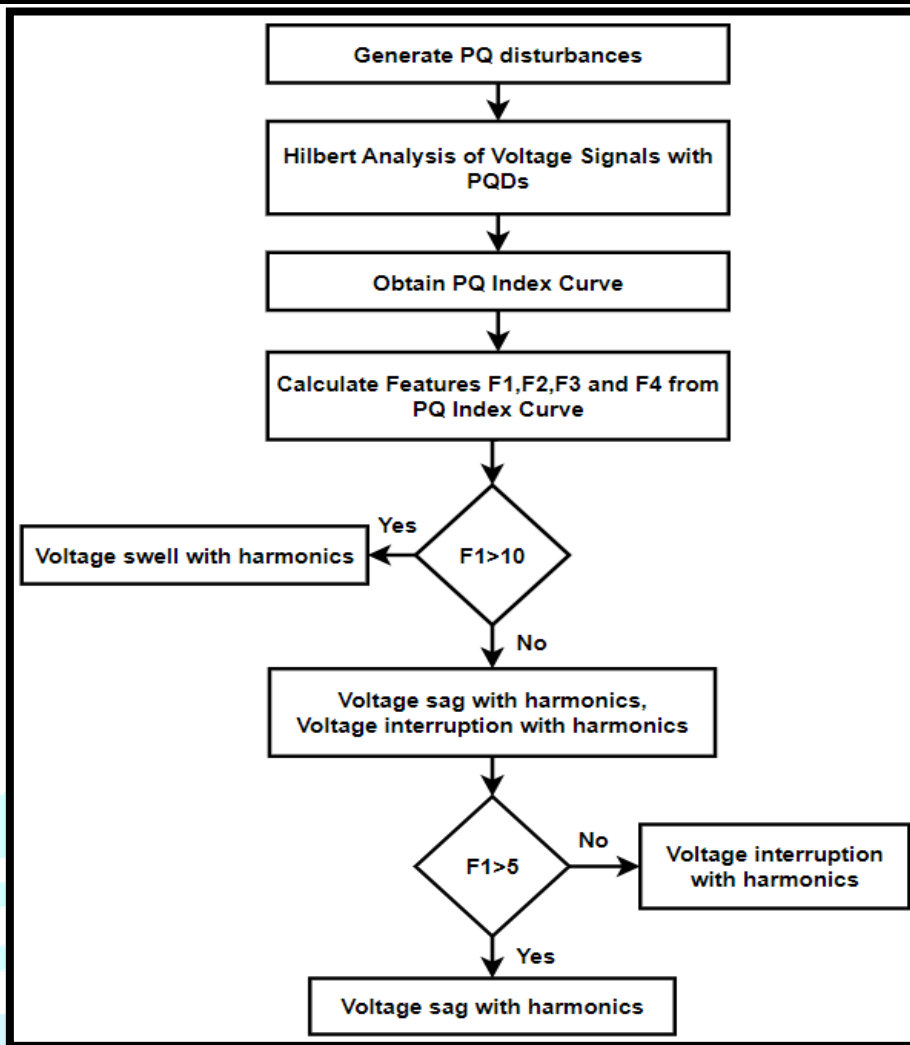 Generate PQ disturbances
Hilbert Analysis of Voltage Signals with
PQDs
Obtain PQ Index Curve
Calculate Features F1,F2,F3 and F4 from
PQ Index Curve
Yes
Voltage swell with harmonics
F1>10
No
Voltage sag with harmonics,
Voltage interruption with harmonics
F1>5
No
Voltage interruption
with harmonics
Yes
Voltage sag with harmonics